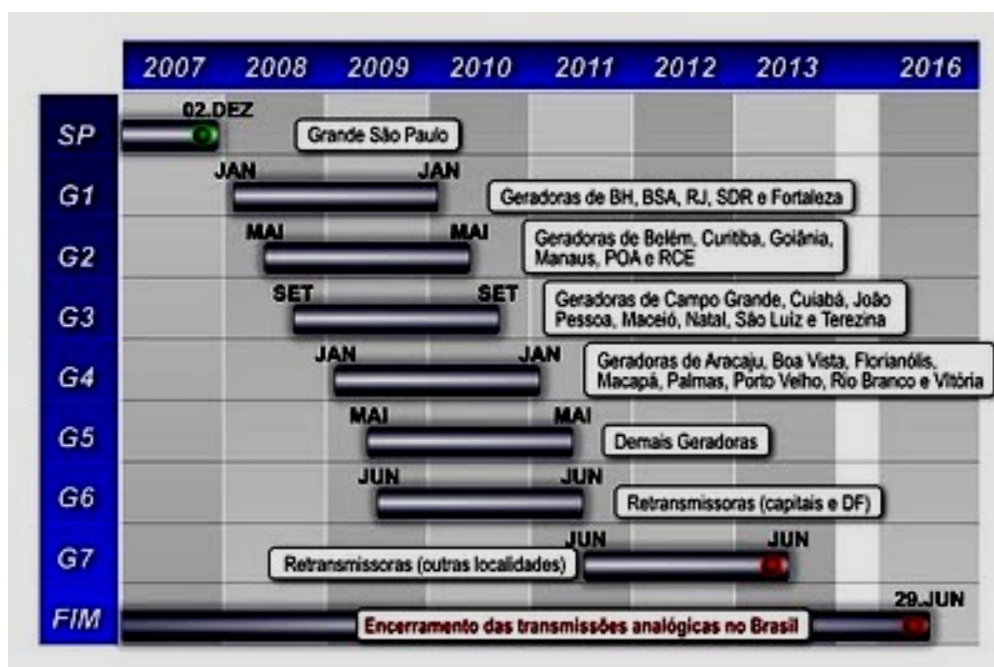 2007 2008 2009 2010 2011 2012 2013 2016
02.DEZ
SP Grande São Paulo
JAN JAN
G1 Geradoras de BH, BSA, RJ, SDR e Fortaleza
MAI MAI
G2 Geradoras de Belém, Curitiba, Goiânia,
Manaus, POA e RCE
SET SET
G3 Geradoras de Campo Grande, Cuiabá, João
Pessoa, Maceió, Natal, São Luiz e Terezina
JAN JAN
G4 Geradoras de Aracaju, Boa Vista, Florianólis,
Macapá, Palmas, Porto Velho, Rio Branco e Vitória
MAI MAI
G5 Demais Geradoras
JUN JUN
G6 Retransmissoras (capitais e DF)
JUN JUN
G7 Retransmissoras (outras localidades)
29.JUN
FIM Encerramento das transmissões analógicas no Brasil